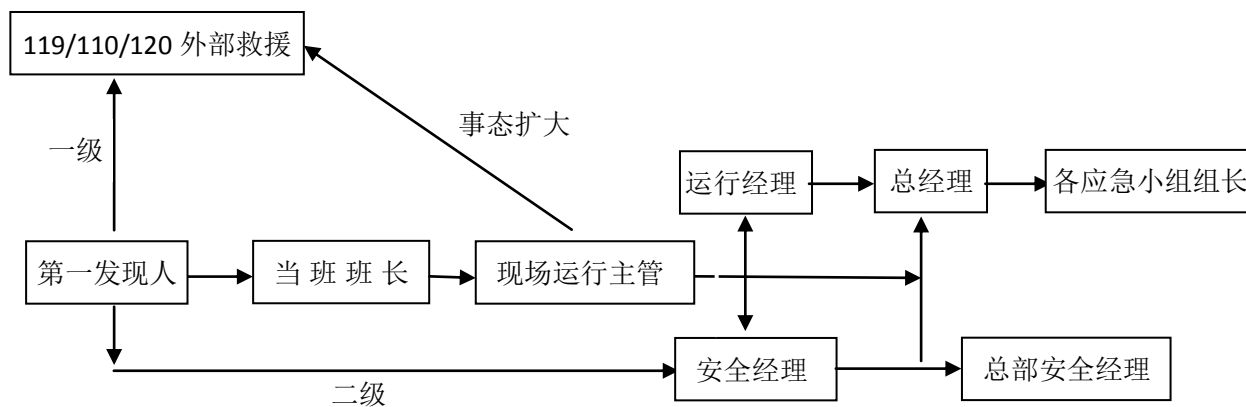 119/110/120 外部救援
事态扩大
一级
运行经理
总经理
各应急小组组长
第一发现人
当 班 班 长
现场运行主管
安全经理
总部安全经理
二级